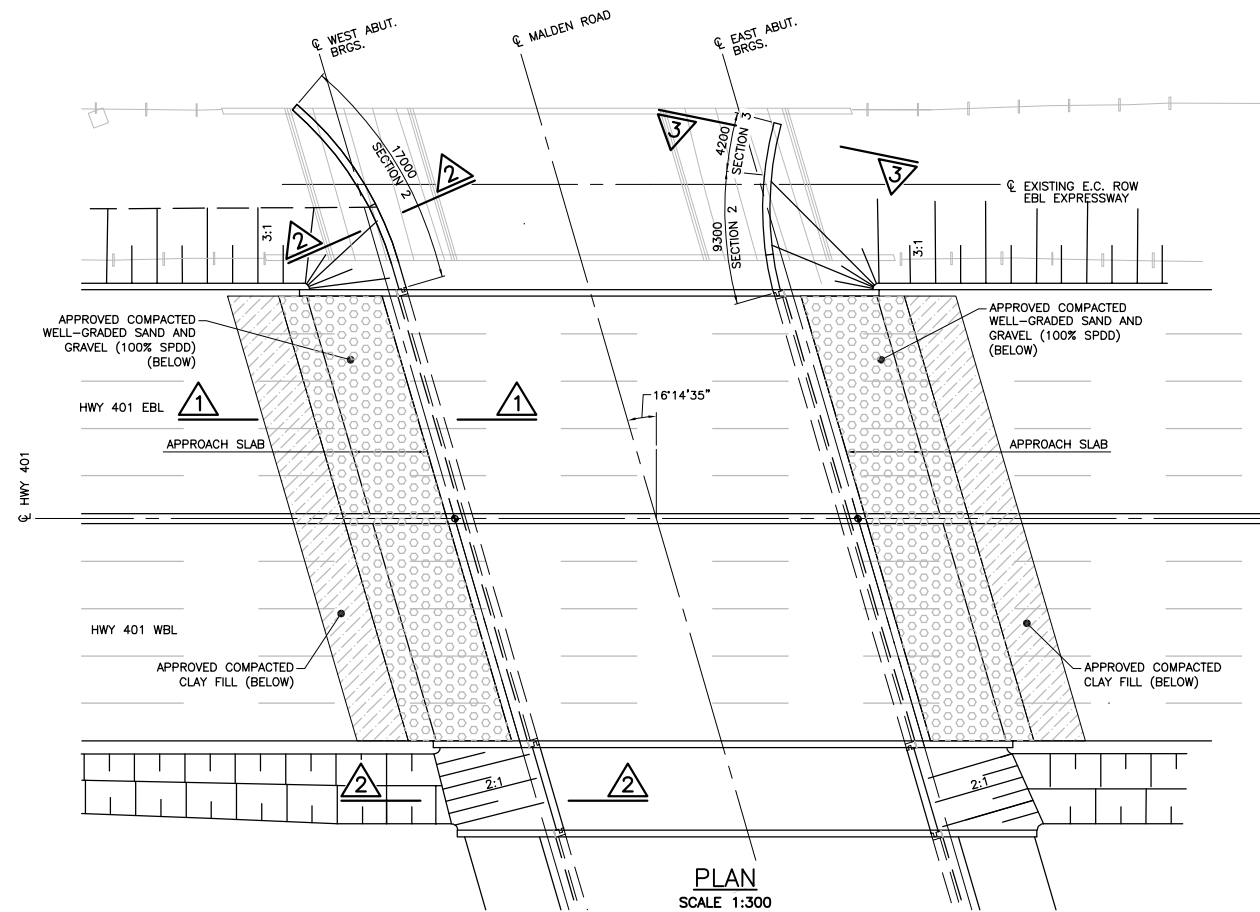 ℄ WEST ABUT.
BRGS.
℄ MALDEN ROAD
℄ EAST ABUT.
BRGS.
17000
SECTION 2
2
2
3
4200
SECTION 3
3
9300
SECTION 2
℄ EXISTING E.C. ROW
EBL EXPRESSWAY
3:1
3:1
APPROVED COMPACTED
WELL-GRADED SAND AND
GRAVEL (100% SPDD)
(BELOW)
APPROVED COMPACTED
WELL-GRADED SAND AND
GRAVEL (100% SPDD)
(BELOW)
HWY 401 EBL
1
1
16°14'35"
APPROACH SLAB
APPROACH SLAB
℄ HWY 401
HWY 401 WBL
APPROVED COMPACTED
CLAY FILL (BELOW)
APPROVED COMPACTED
CLAY FILL (BELOW)
2
2:1
2
2:1
PLAN
SCALE 1:300